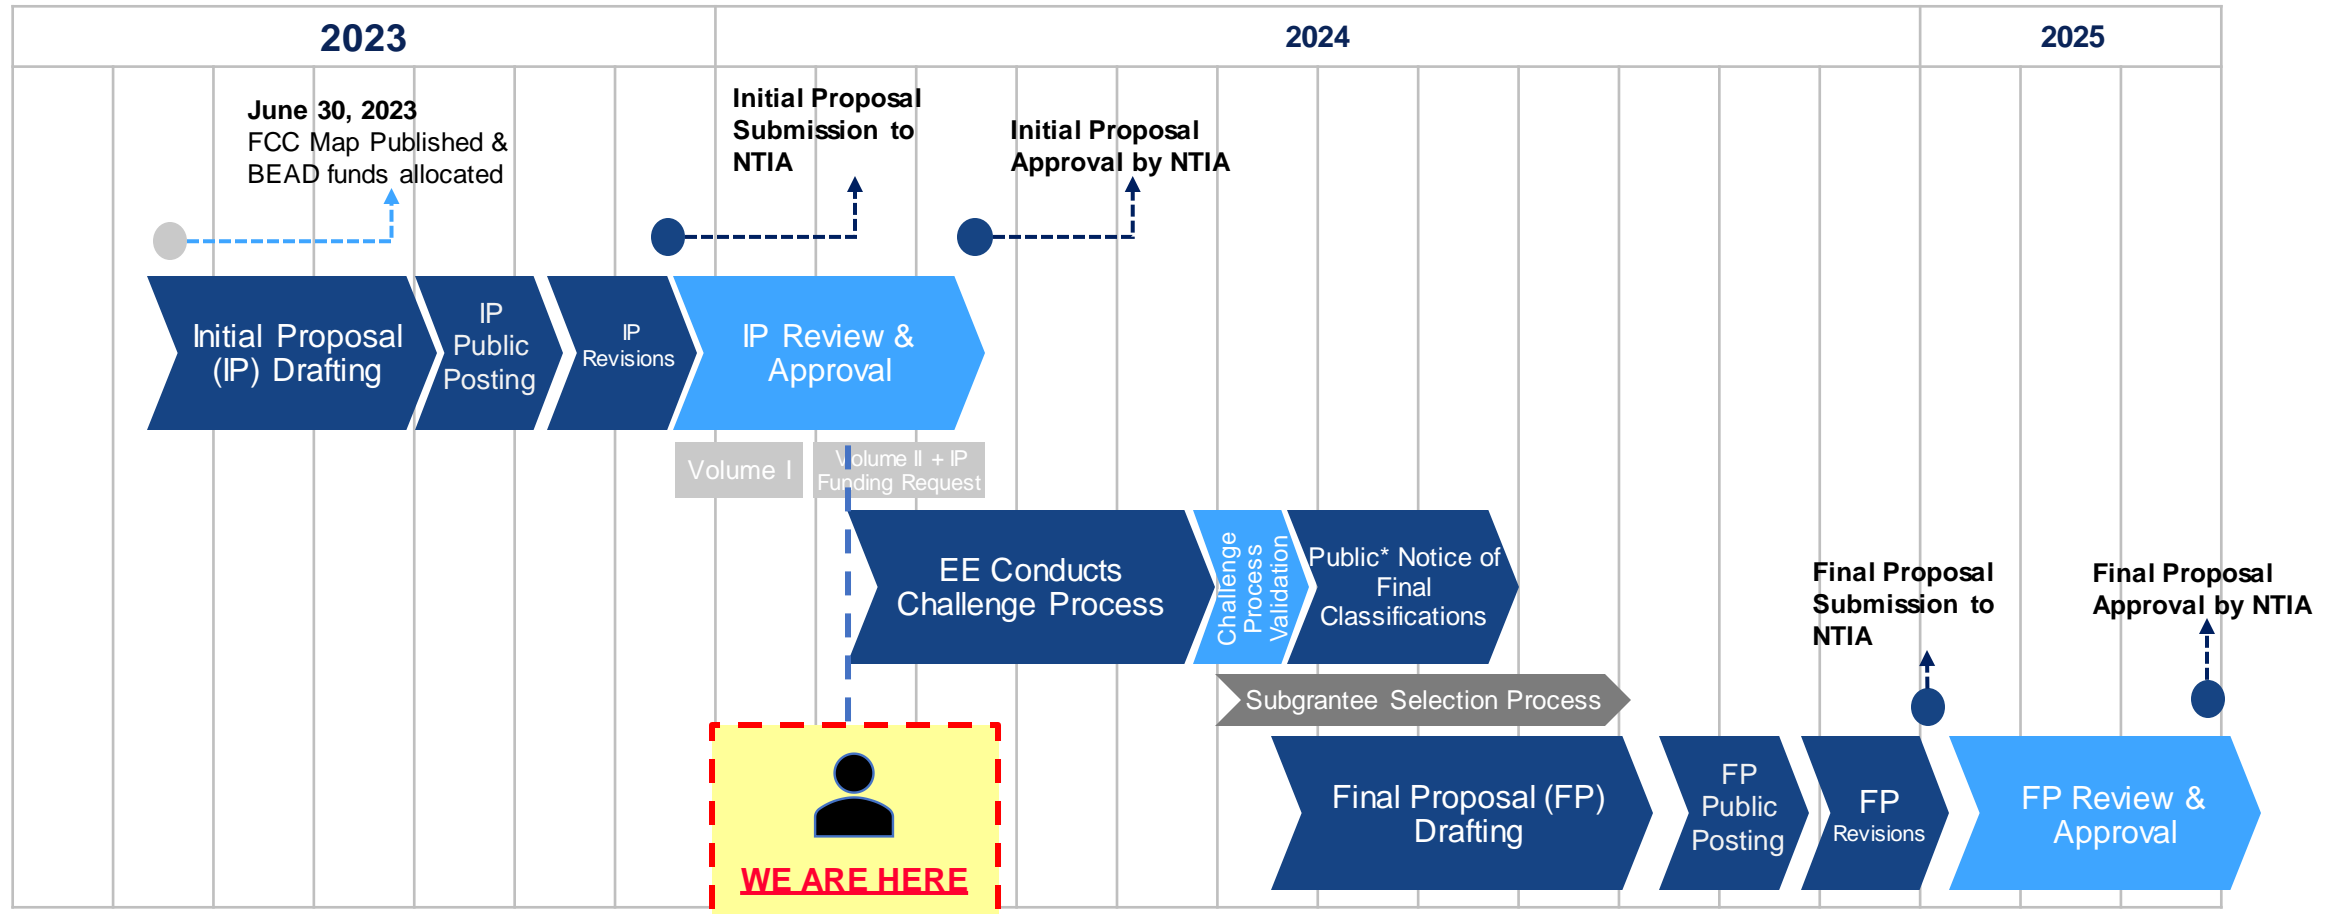 2023
2024
2025
June 30, 2023
FCC Map Published &
BEAD funds allocated
Initial Proposal
Submission to
NTIA
Initial Proposal
Approval by NTIA
Initial Proposal
(IP) Drafting
IP
Public
Posting
IP
Revisions
IP Review &
Approval
Volume I
Volume II + IP
Funding Request
EE Conducts
Challenge Process
Challenge
Process
Validation
Public* Notice of
Final
Classifications
Subgrantee Selection Process
Final Proposal
Submission to
NTIA
Final Proposal
Approval by NTIA
Final Proposal (FP)
Drafting
FP
Public
Posting
FP
Revisions
FP Review &
Approval
WE ARE HERE